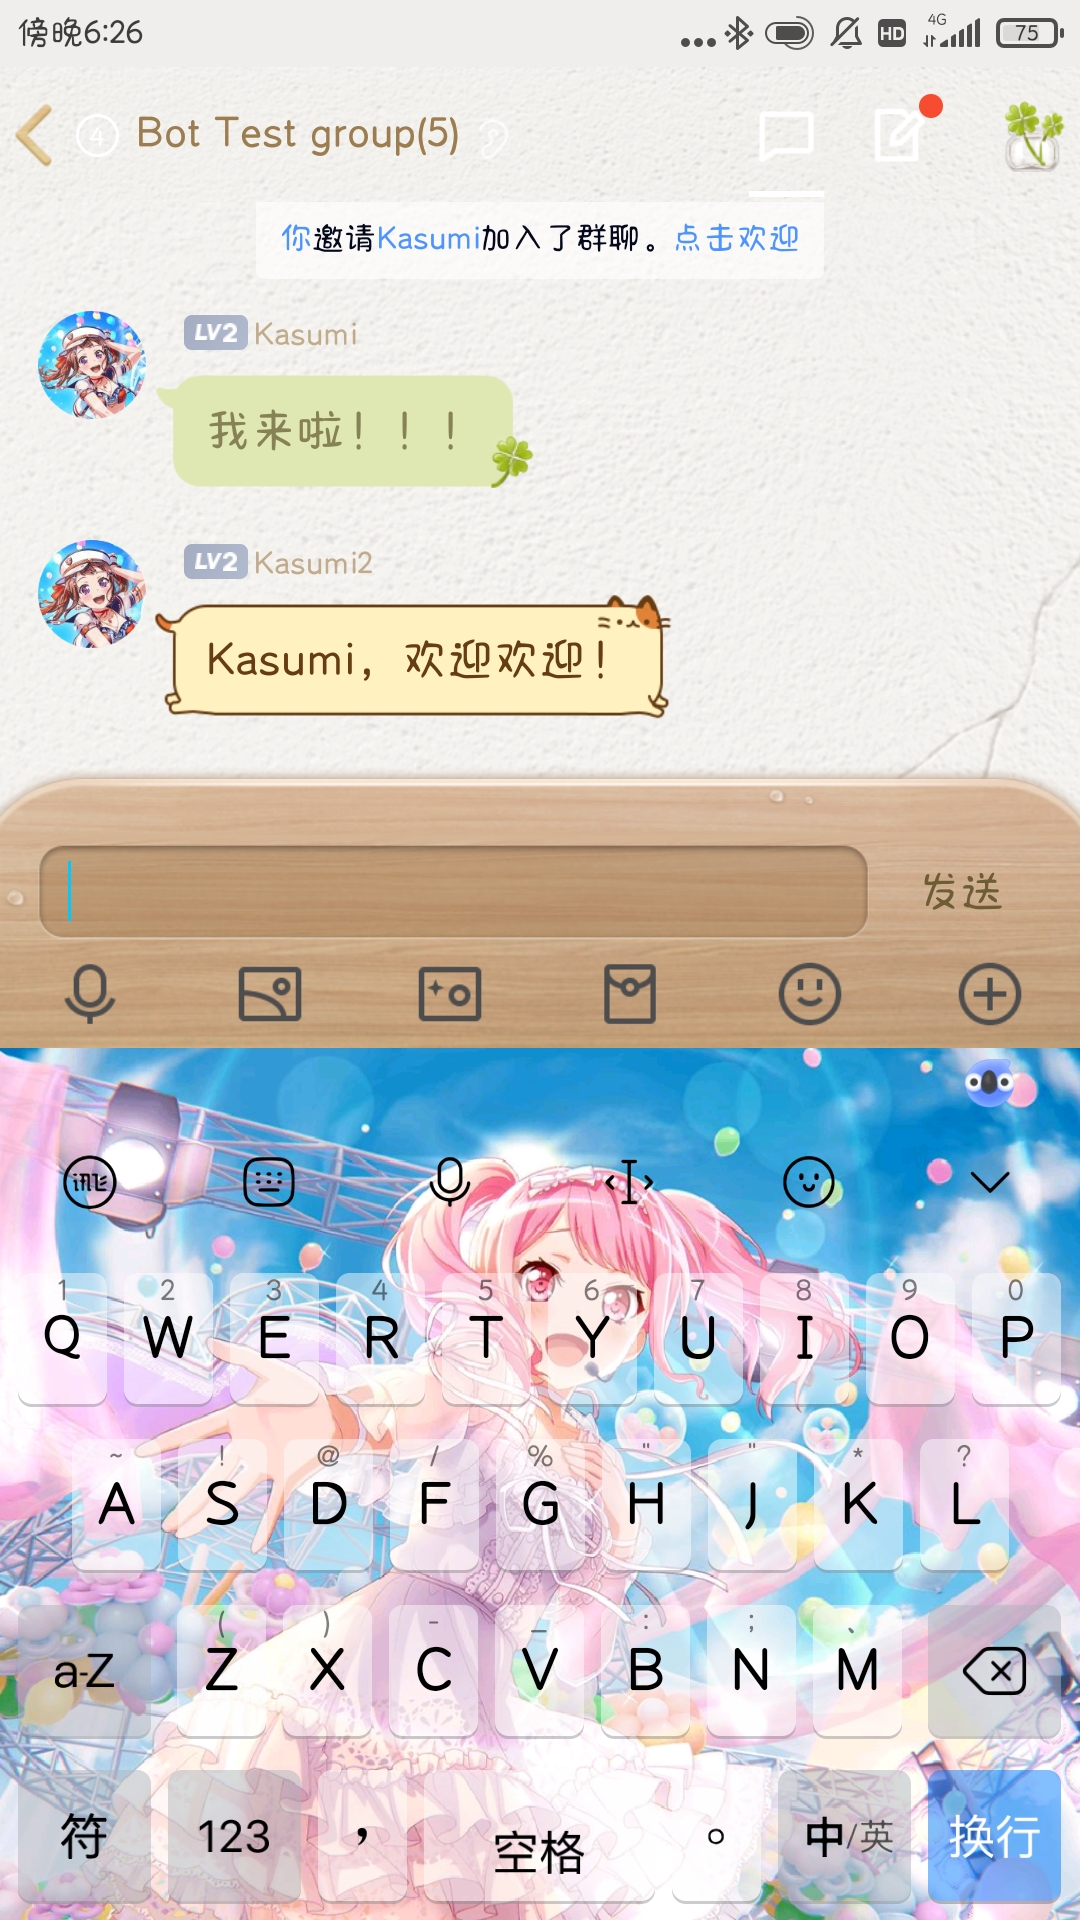 傍晚6:26
HD
4G
75
4
Bot Test group(5)
你邀请Kasumi加入了群聊。点击欢迎
LV2 Kasumi
我来啦！！！
LV2 Kasumi2
Kasumi，欢迎欢迎！
发送
1 2 3 4 5 6 7 8 9 0
Q W E R T Y U I O P
~ ! @ / % " " * ?
A S D F G H J K L
( ) - _ : ; 、
a-Z Z X C V B N M
符 123 ， 空格 。 中/英 换行